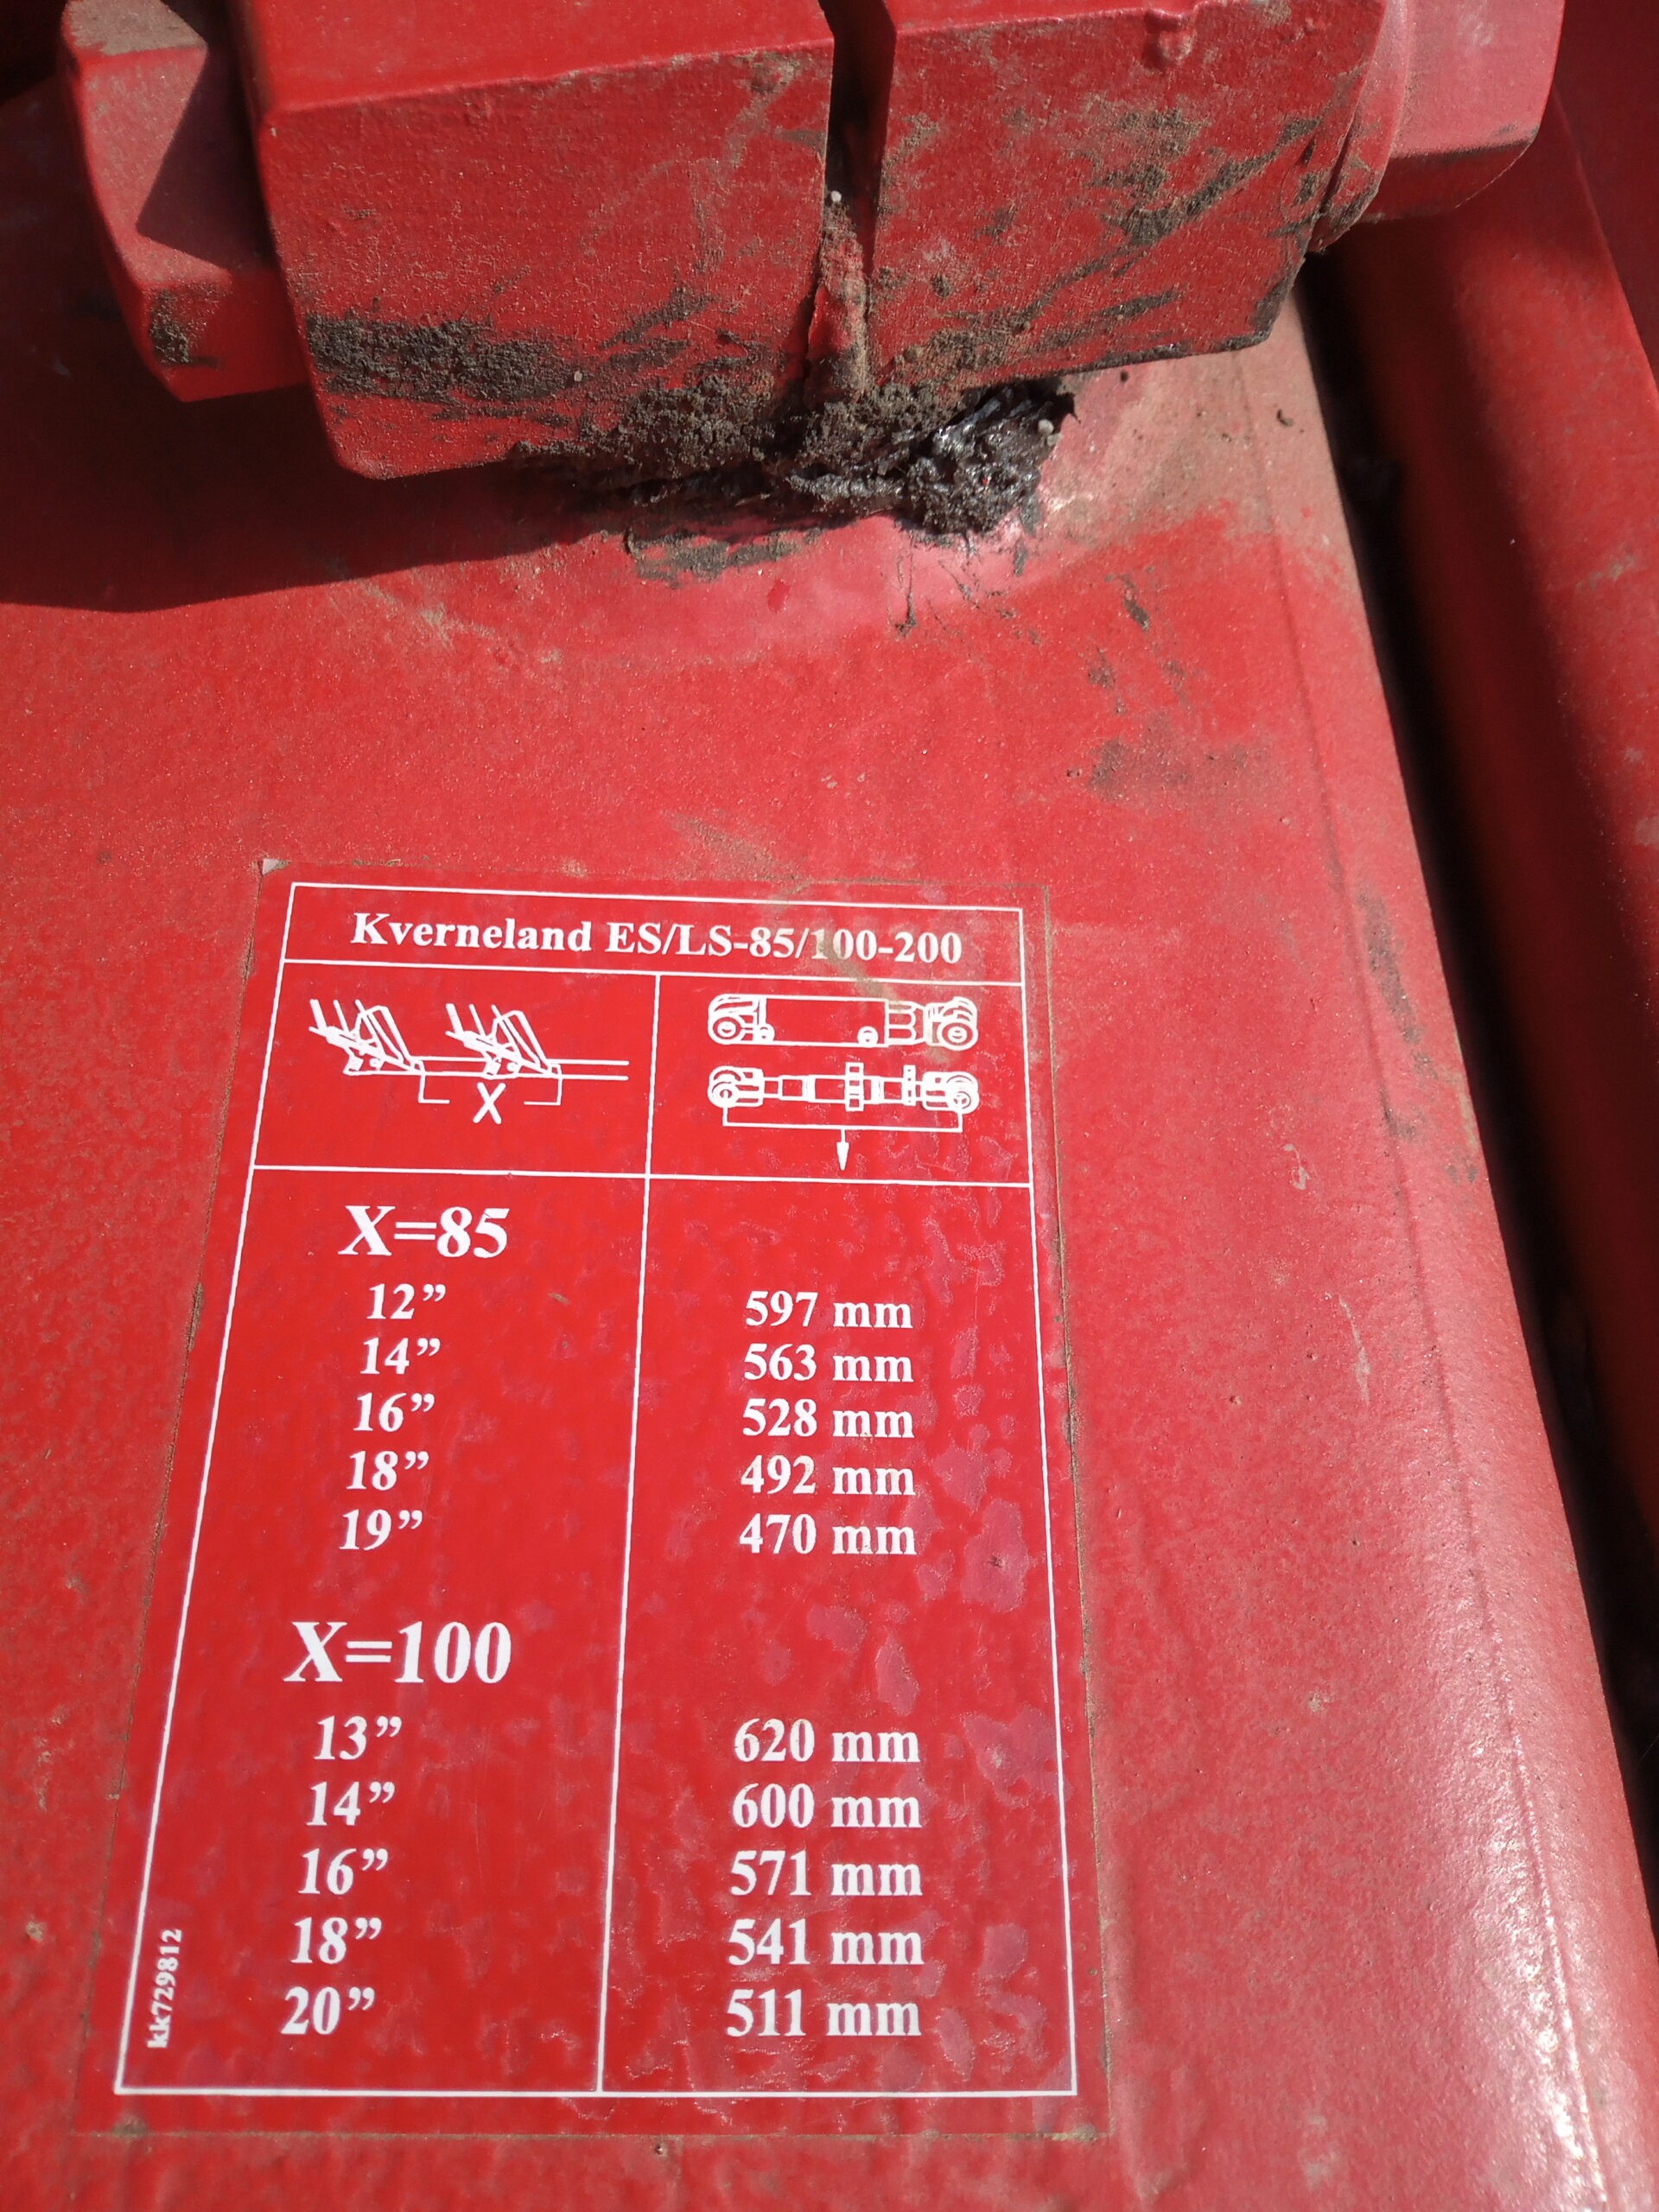 Kverneland ES/LS-85/100-200
X
X=85
12” 597 mm
14” 563 mm
16” 528 mm
18” 492 mm
19” 470 mm
X=100
13” 620 mm
14” 600 mm
16” 571 mm
18” 541 mm
20” 511 mm
kk729812